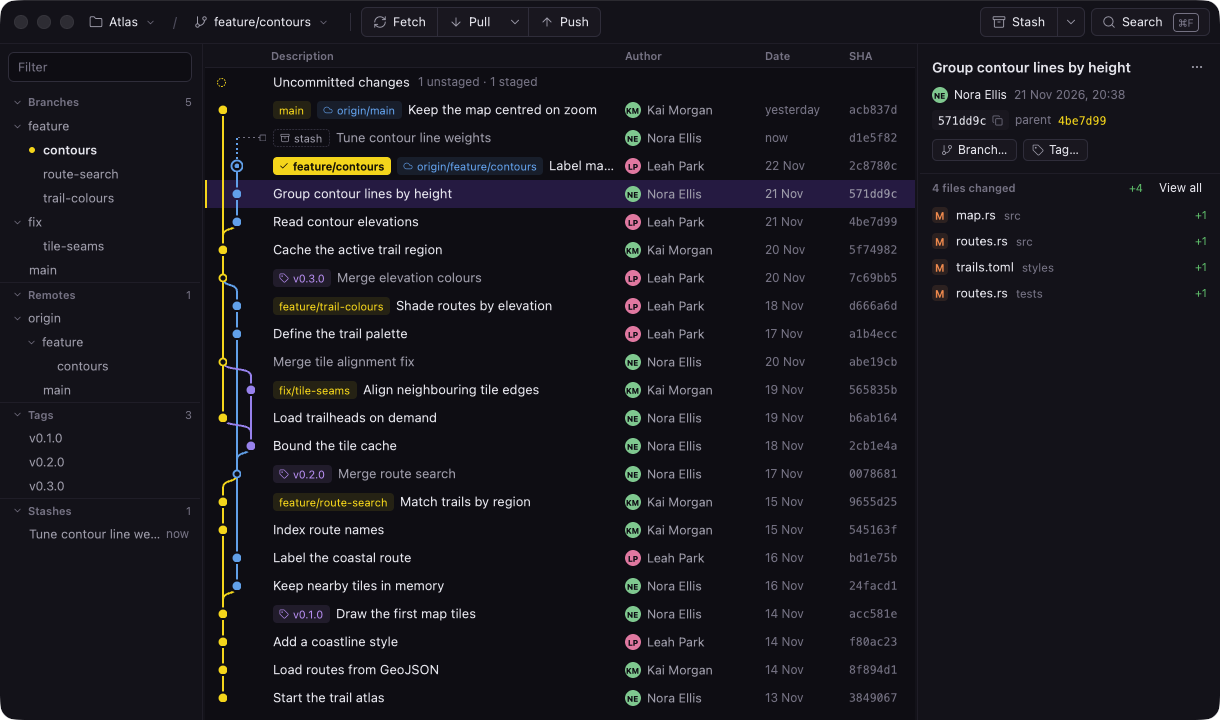 Atlas / feature/contours Fetch Pull Push Stash Search ⌘F
Filter
Branches 5
feature
contours
route-search
trail-colours
fix
tile-seams
main
Remotes 1
origin
feature
contours
main
Tags 3
v0.1.0
v0.2.0
v0.3.0
Stashes 1
Tune contour line we... now
Description Author Date SHA
Uncommitted changes 1 unstaged · 1 staged
main origin/main Keep the map centred on zoom KM Kai Morgan yesterday acb837d
stash Tune contour line weights NE Nora Ellis now d1e5f82
feature/contours origin/feature/contours Label ma... LP Leah Park 22 Nov 2c8780c
Group contour lines by height NE Nora Ellis 21 Nov 571dd9c
Read contour elevations LP Leah Park 21 Nov 4be7d99
Cache the active trail region KM Kai Morgan 20 Nov 5f74982
v0.3.0 Merge elevation colours LP Leah Park 20 Nov 7c69bb5
feature/trail-colours Shade routes by elevation LP Leah Park 18 Nov d666a6d
Define the trail palette LP Leah Park 17 Nov a1b4ecc
Merge tile alignment fix NE Nora Ellis 20 Nov abe19cb
fix/tile-seams Align neighbouring tile edges KM Kai Morgan 19 Nov 565835b
Load trailheads on demand NE Nora Ellis 19 Nov b6ab164
Bound the tile cache NE Nora Ellis 18 Nov 2cb1e4a
v0.2.0 Merge route search NE Nora Ellis 17 Nov 0078681
feature/route-search Match trails by region KM Kai Morgan 15 Nov 9655d25
Index route names KM Kai Morgan 15 Nov 545163f
Label the coastal route LP Leah Park 16 Nov bd1e75b
Keep nearby tiles in memory NE Nora Ellis 16 Nov 24facd1
v0.1.0 Draw the first map tiles NE Nora Ellis 14 Nov acc581e
Add a coastline style LP Leah Park 14 Nov f80ac23
Load routes from GeoJSON KM Kai Morgan 14 Nov 8f894d1
Start the trail atlas NE Nora Ellis 13 Nov 3849067
Group contour lines by height ...
NE Nora Ellis 21 Nov 2026, 20:38
571dd9c parent 4be7d99
Branch... Tag...
4 files changed +4 View all
M map.rs src +1
M routes.rs src +1
M trails.toml styles +1
M routes.rs tests +1